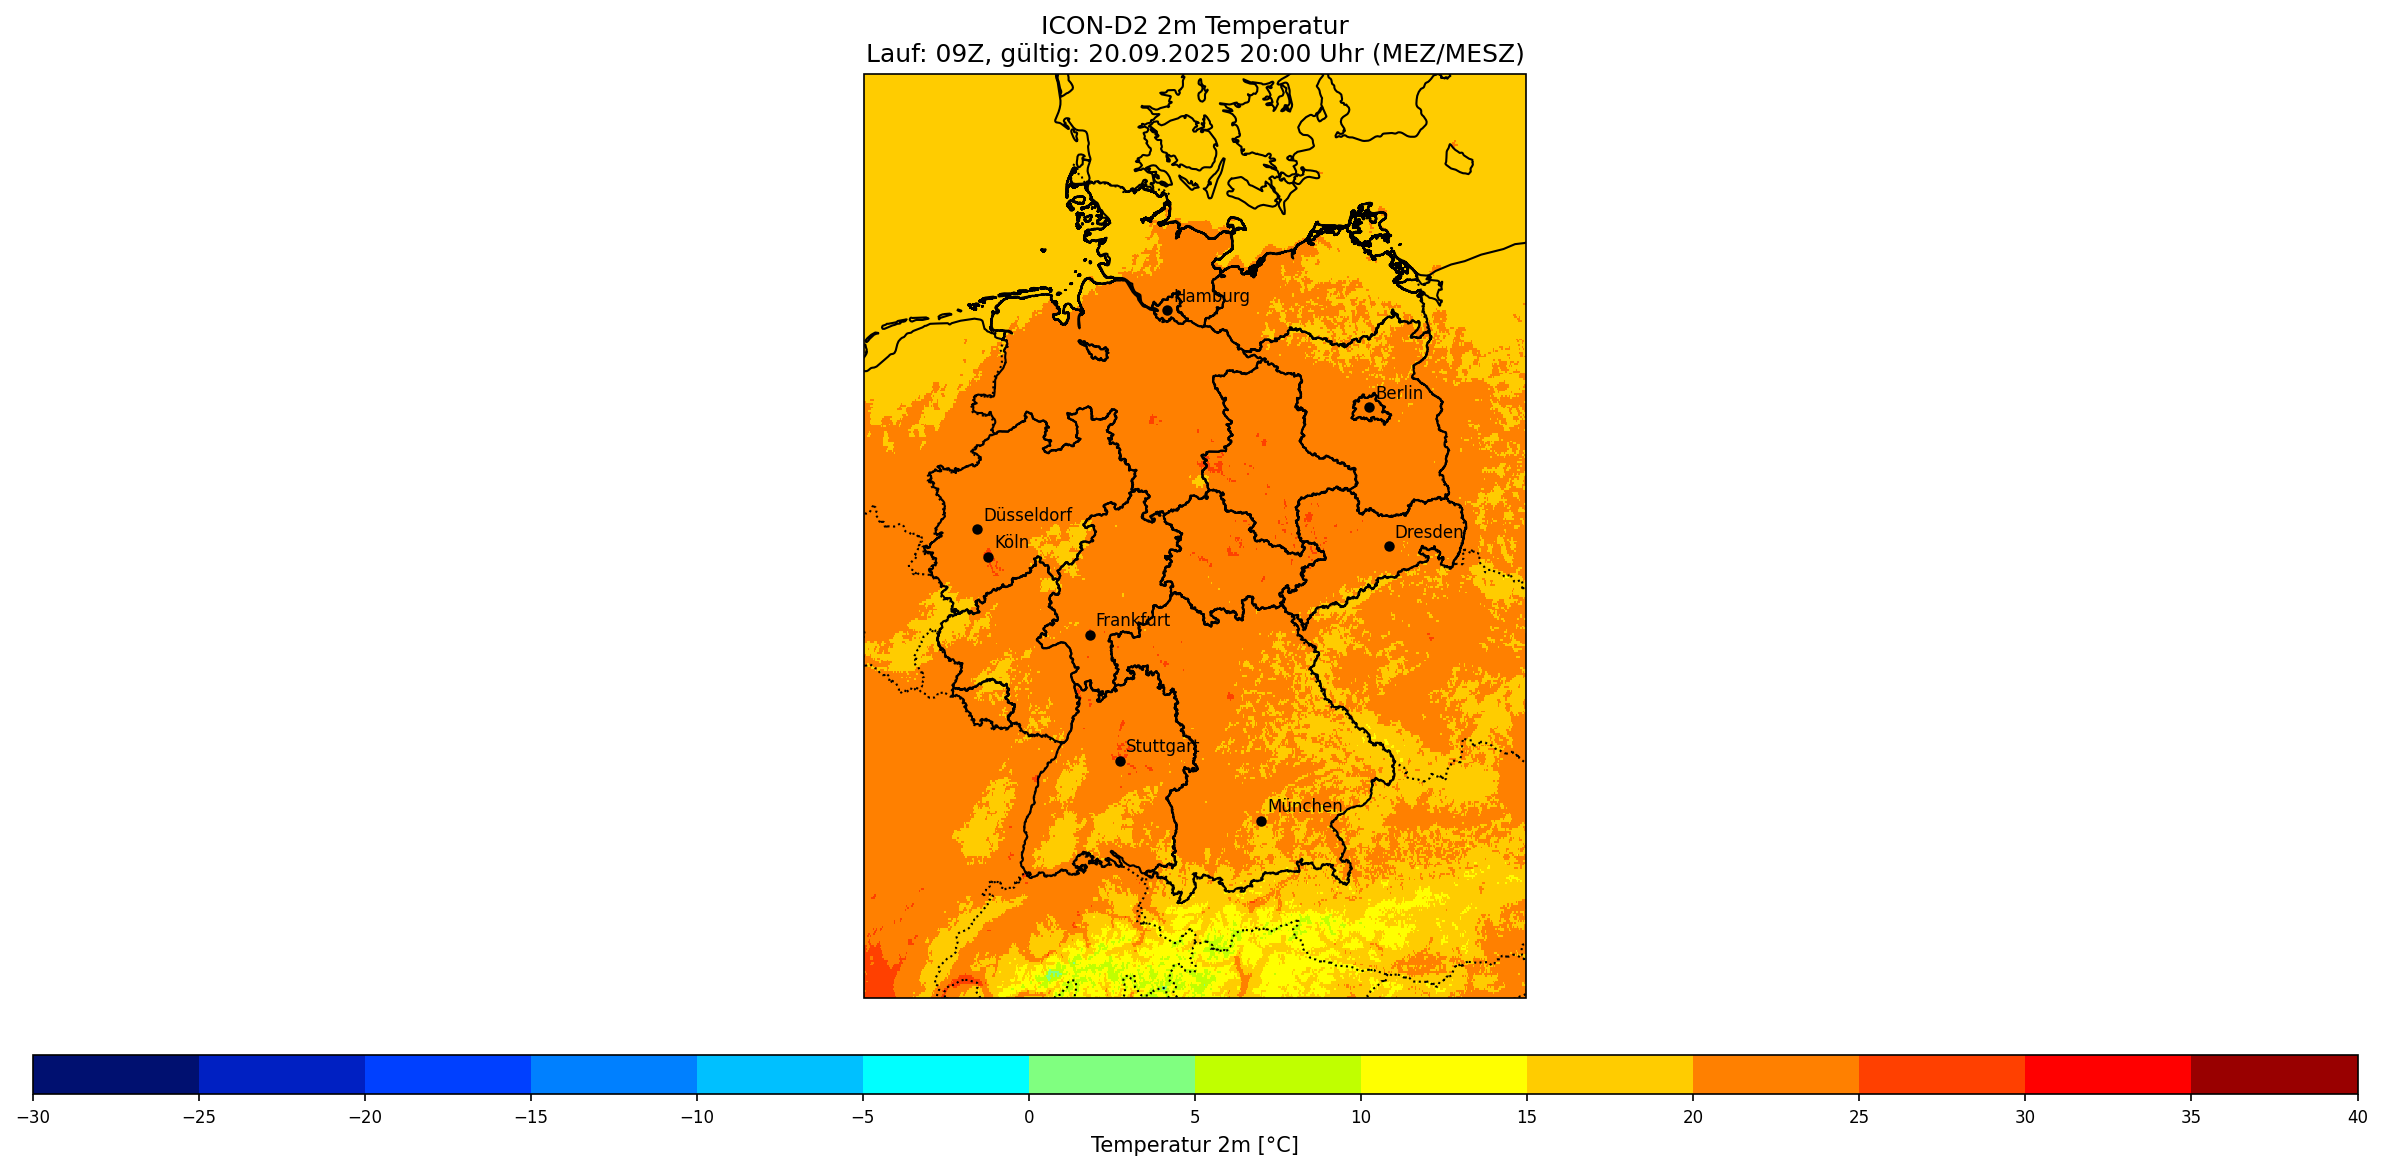 ICON-D2 2m Temperatur
Lauf: 09Z, gültig: 20.09.2025 20:00 Uhr (MEZ/MESZ)
Hamburg
Berlin
Düsseldorf
Dresden
Köln
Frankfurt
Stuttgart
München
−30 −25 −20 −15 −10 −5 0 5 10 15 20 25 30 35 40
Temperatur 2m [°C]